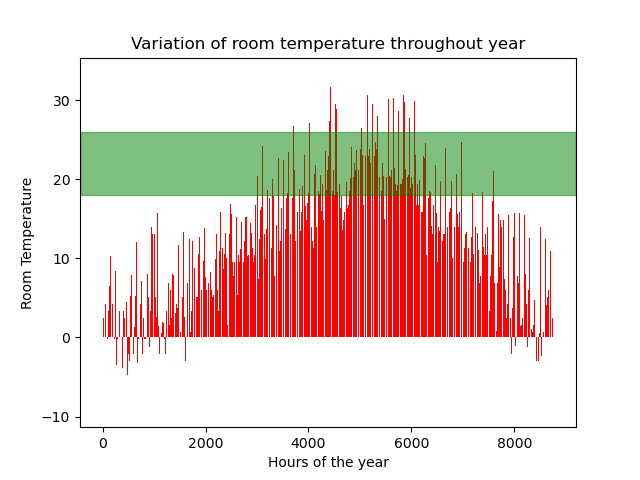 Variation of room temperature throughout year
30
20
10
0
−10
Room Temperature
0 2000 4000 6000 8000
Hours of the year